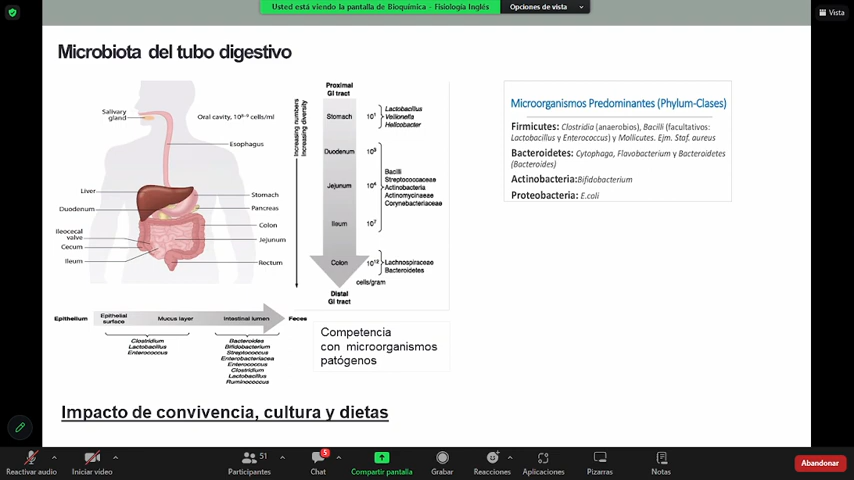 Usted está viendo la pantalla de Bioquímica - Fisiología Inglés
Opciones de vista
Vista
Microbiota del tubo digestivo
Salivary
gland
Oral cavity, 10⁸⁻⁹ cells/ml
Esophagus
Liver
Stomach
Duodenum
Pancreas
Colon
Ileocecal
valve
Cecum
Jejunum
Ileum
Rectum
Increasing numbers
Increasing diversity
Proximal
GI tract
Stomach
10¹
Lactobacillus
Veillonella
Helicobacter
Duodenum
10³
Jejunum
10⁴
Bacilli
Streptococcaceae
Actinobacteria
Actinomycineae
Corynebacteriaceae
Ileum
10⁷
Colon
10¹²
Lachnospiraceae
Bacteroidetes
cells/gram
Distal
GI tract
Microorganismos Predominantes (Phylum-Clases)
Firmicutes: Clostridia (anaerobios), Bacilli (facultativos:
Lactobacillus y Enterococcus) y Mollicutes. Ejm. Staf. aureus
Bacteroidetes: Cytophaga, Flavobacterium y Bacteroidetes
(Bacteroides)
Actinobacteria:Bifidobacterium
Proteobacteria: E.coli
Epithelium
Epithelial
surface
Mucus layer
Intestinal lumen
Feces
Clostridium
Lactobacillus
Enterococcus
Bacteroides
Bifidobacterium
Streptococcus
Enterobacteriacea
Enterococcus
Clostridium
Lactobacillus
Ruminococcus
Competencia
con microorganismos
patógenos
Impacto de convivencia, cultura y dietas
Reactivar audio
Iniciar video
51
Participantes
5
Chat
Compartir pantalla
Grabar
Reacciones
Aplicaciones
Pizarras
Notas
Abandonar